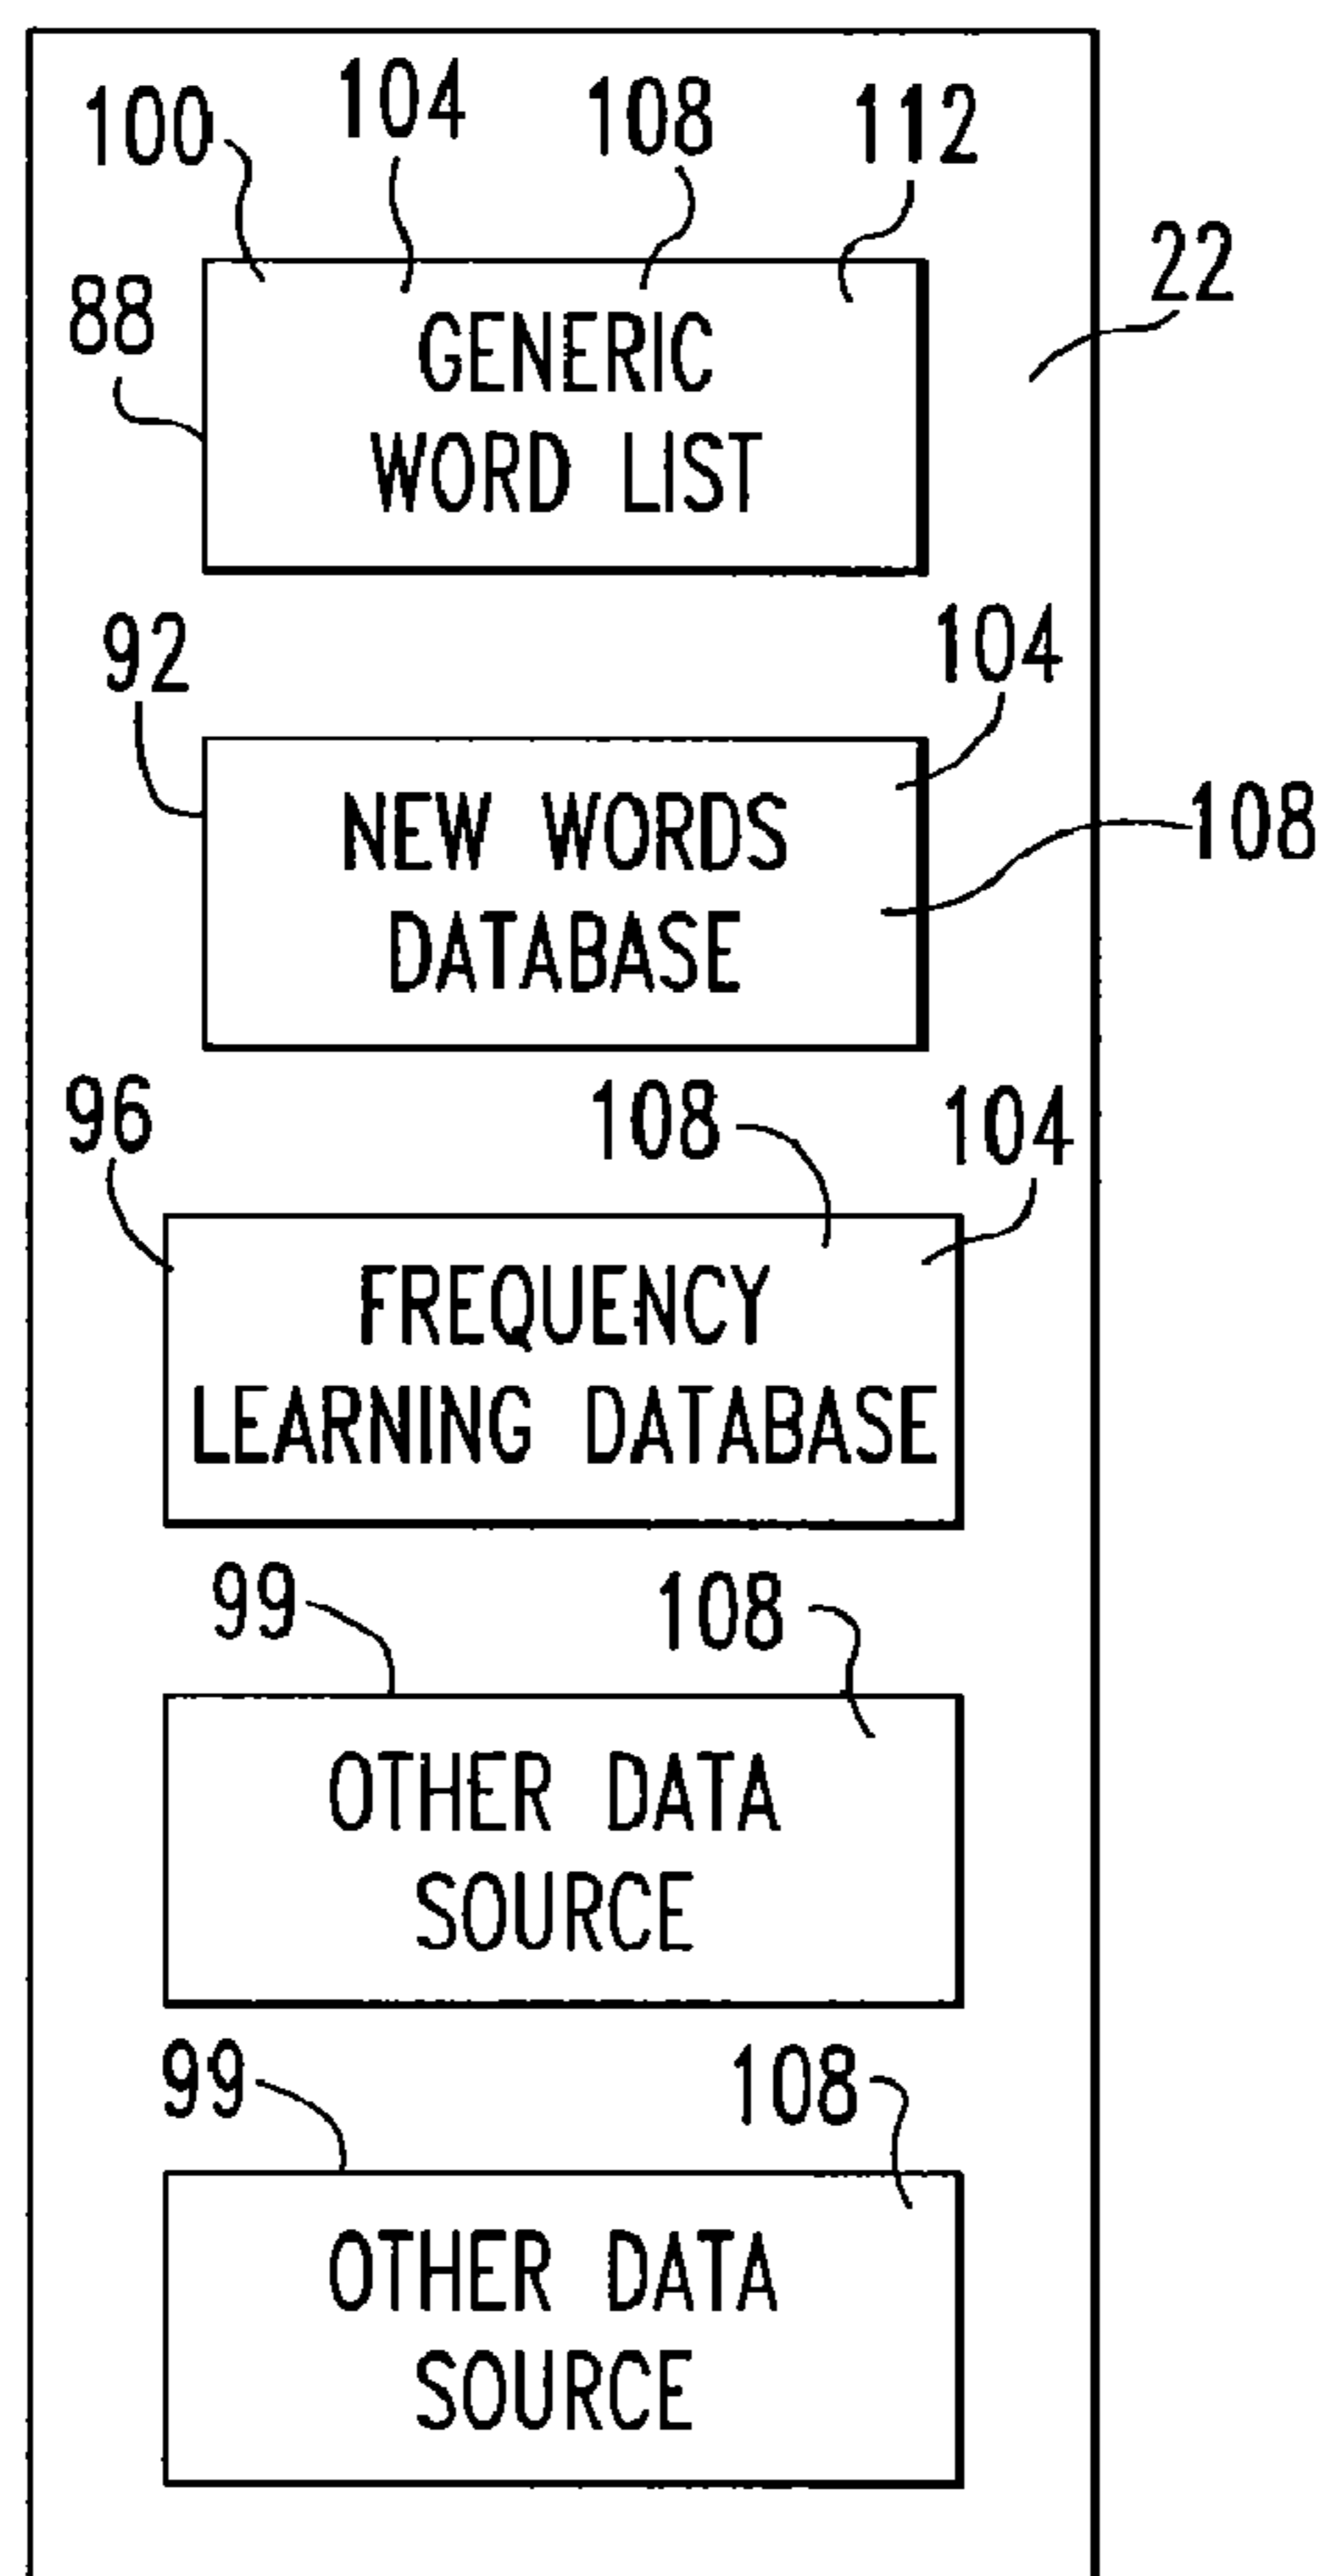 100 104 108 112
22
88
GENERIC
WORD LIST
92
104
NEW WORDS
108
DATABASE
96 108 104
FREQUENCY
LEARNING DATABASE
99 108
OTHER DATA
SOURCE
99 108
OTHER DATA
SOURCE